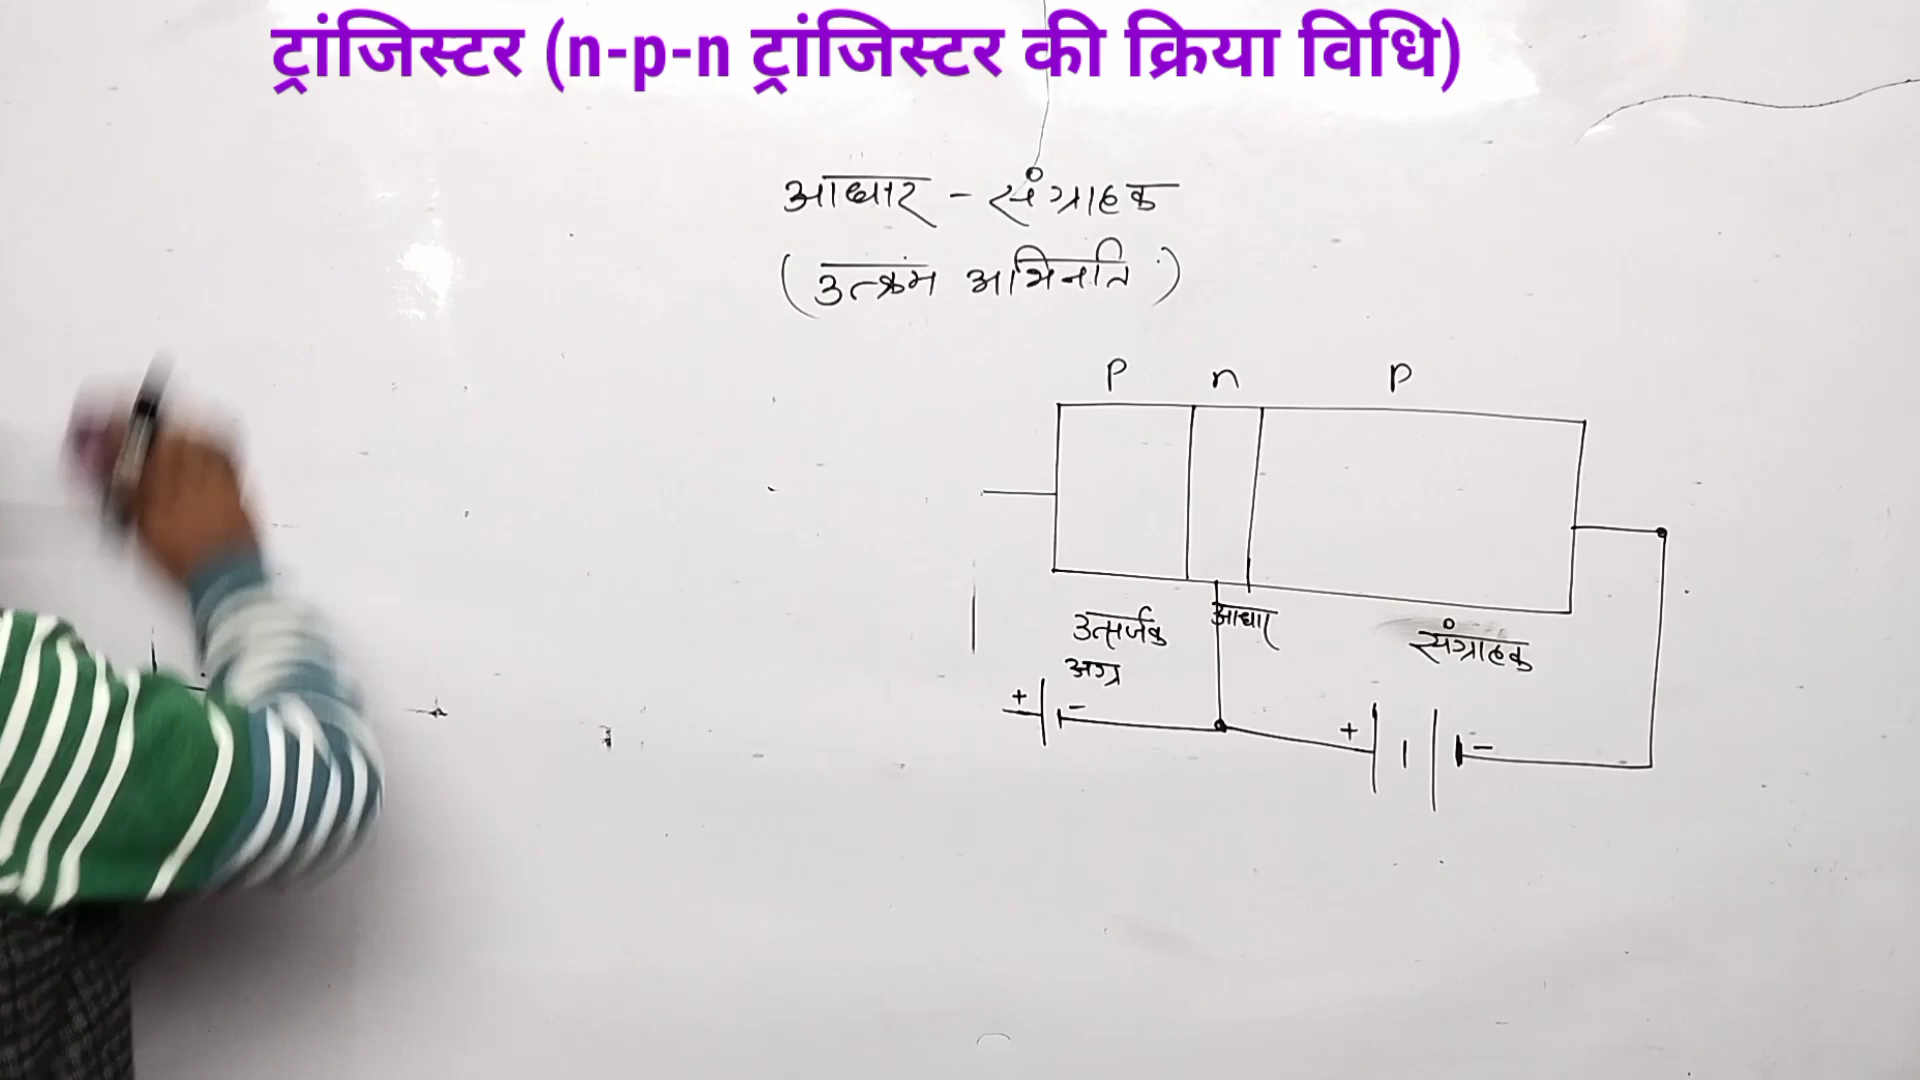 ट्रांजिस्टर (n-p-n ट्रांजिस्टर की क्रिया विधि)
आधार - संग्राहक
(उत्क्रम अभिनति)
P n P
उत्सर्जक आधार संग्राहक
अग्र
+ - + -